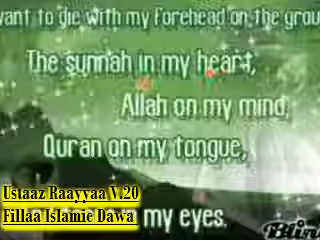 want to die with my forehead on the grou
The sunnah in my heart,
Allah on my mind,
Quran on my tongue,
my eyes.
Ustaaz Raayyaa V.20
Fillaa Islamic Dawa